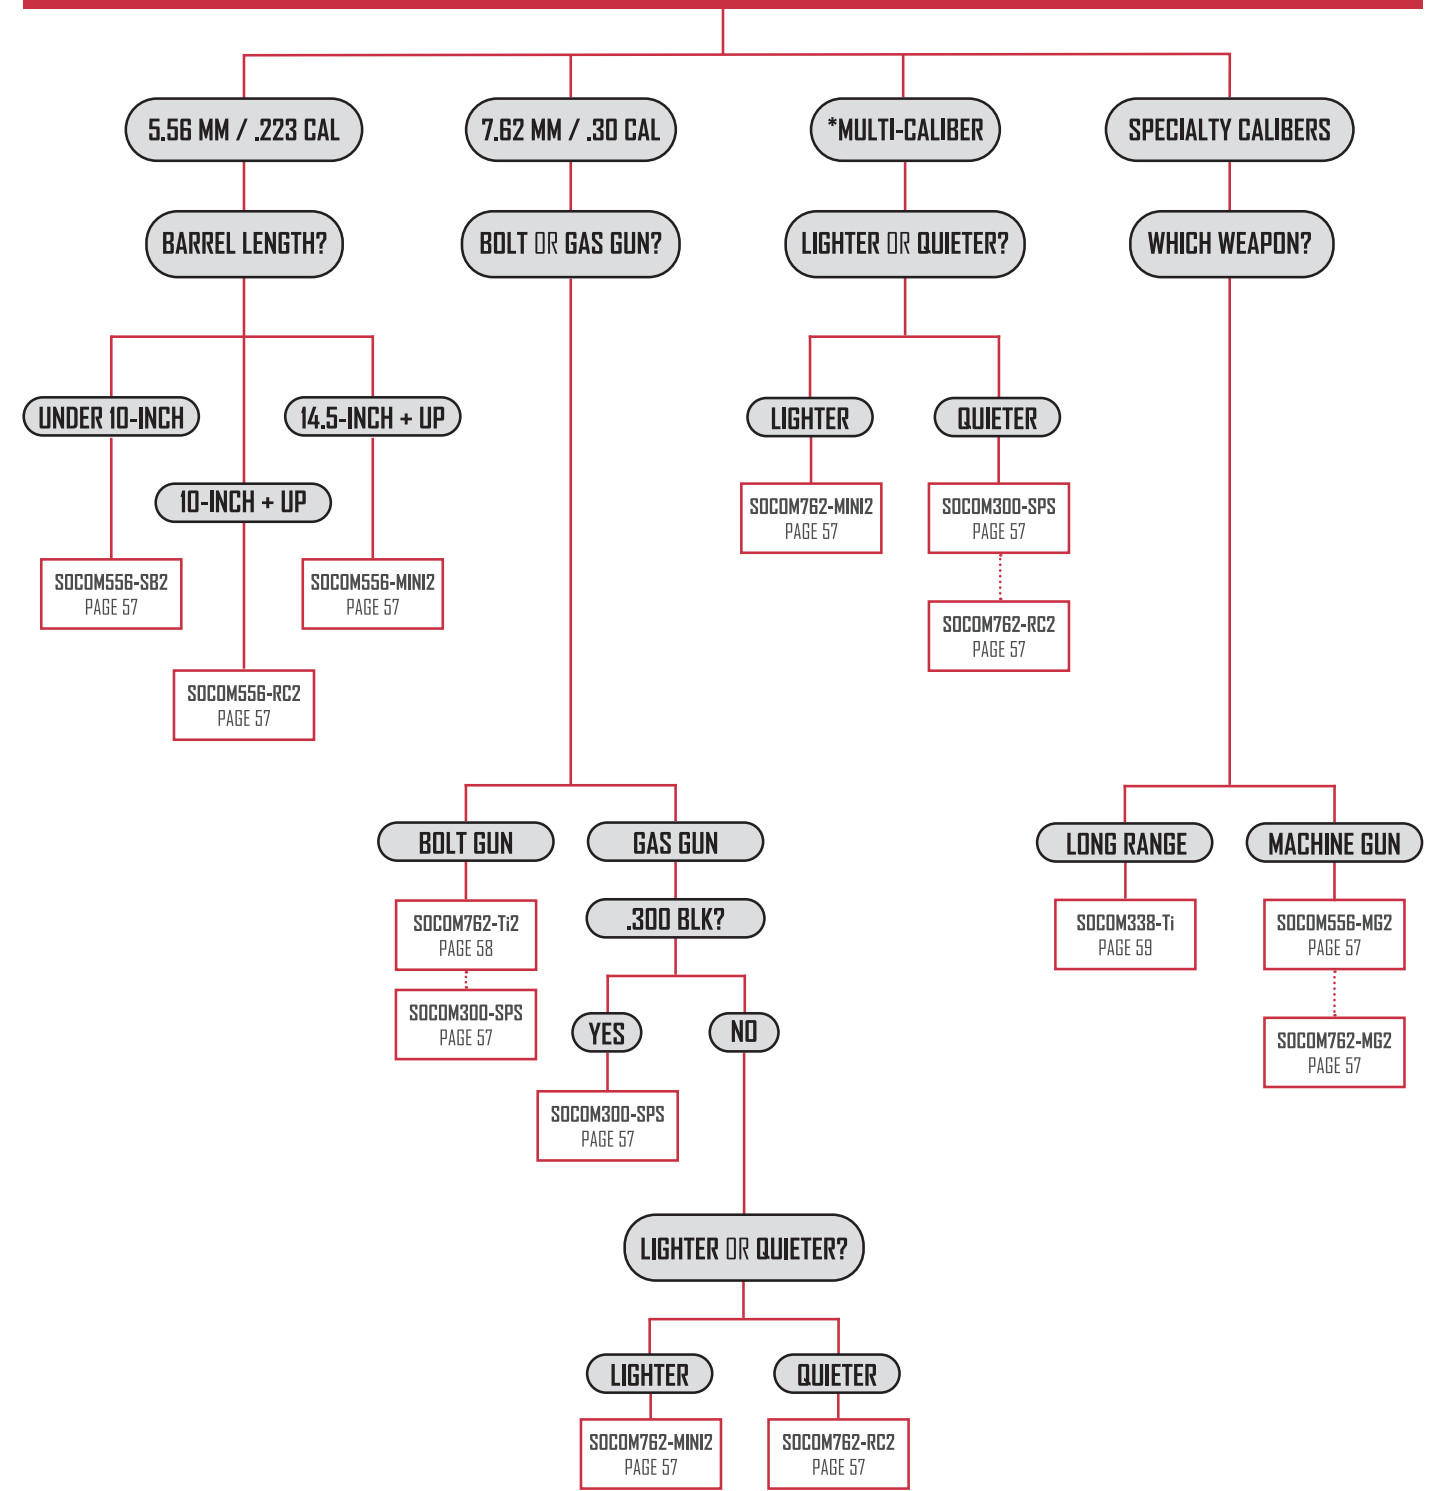 5.56 MM / .223 CAL
7.62 MM / .30 CAL
*MULTI-CALIBER
SPECIALTY CALIBERS
BARREL LENGTH?
BOLT OR GAS GUN?
LIGHTER OR QUIETER?
WHICH WEAPON?
UNDER 10-INCH
14.5-INCH + UP
LIGHTER
QUIETER
10-INCH + UP
SOCOM762-MINI2
PAGE 57
SOCOM300-SPS
PAGE 57
SOCOM556-SB2
PAGE 57
SOCOM556-MINI2
PAGE 57
SOCOM762-RC2
PAGE 57
SOCOM556-RC2
PAGE 57
BOLT GUN
GAS GUN
LONG RANGE
MACHINE GUN
SOCOM762-Ti2
PAGE 58
.300 BLK?
SOCOM338-Ti
PAGE 59
SOCOM556-MG2
PAGE 57
SOCOM300-SPS
PAGE 57
YES
NO
SOCOM762-MG2
PAGE 57
SOCOM300-SPS
PAGE 57
LIGHTER OR QUIETER?
LIGHTER
QUIETER
SOCOM762-MINI2
PAGE 57
SOCOM762-RC2
PAGE 57